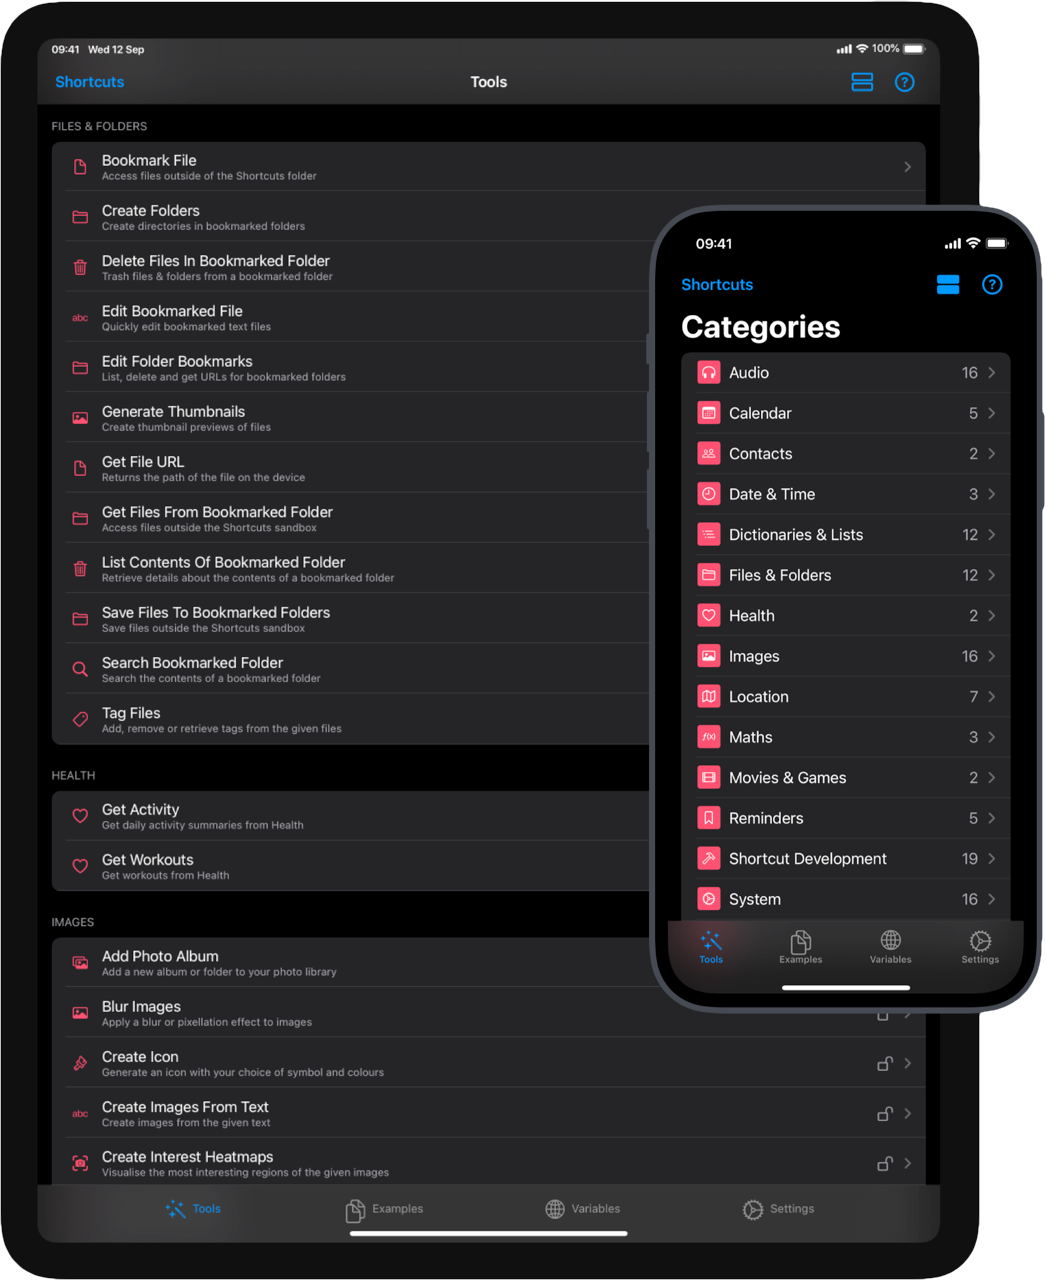 09:41 Wed 12 Sep
100%
Shortcuts
Tools
?
FILES & FOLDERS
Bookmark File
Access files outside of the Shortcuts folder
Create Folders
Create directories in bookmarked folders
Delete Files In Bookmarked Folder
Trash files & folders from a bookmarked folder
abc
Edit Bookmarked File
Quickly edit bookmarked text files
Edit Folder Bookmarks
List, delete and get URLs for bookmarked folders
Generate Thumbnails
Create thumbnail previews of files
Get File URL
Returns the path of the file on the device
Get Files From Bookmarked Folder
Access files outside the Shortcuts sandbox
List Contents Of Bookmarked Folder
Retrieve details about the contents of a bookmarked folder
Save Files To Bookmarked Folders
Save files outside the Shortcuts sandbox
Search Bookmarked Folder
Search the contents of a bookmarked folder
Tag Files
Add, remove or retrieve tags from the given files
HEALTH
Get Activity
Get daily activity summaries from Health
Get Workouts
Get workouts from Health
IMAGES
Add Photo Album
Add a new album or folder to your photo library
Blur Images
Apply a blur or pixellation effect to images
Create Icon
Generate an icon with your choice of symbol and colours
abc
Create Images From Text
Create images from the given text
Create Interest Heatmaps
Visualise the most interesting regions of the given images
Tools
Examples
Variables
Settings
09:41
Shortcuts
?
Categories
Audio 16
Calendar 5
Contacts 2
Date & Time 3
Dictionaries & Lists 12
Files & Folders 12
Health 2
Images 16
Location 7
f(x) Maths 3
Movies & Games 2
Reminders 5
Shortcut Development 19
System 16
Tools
Examples
Variables
Settings